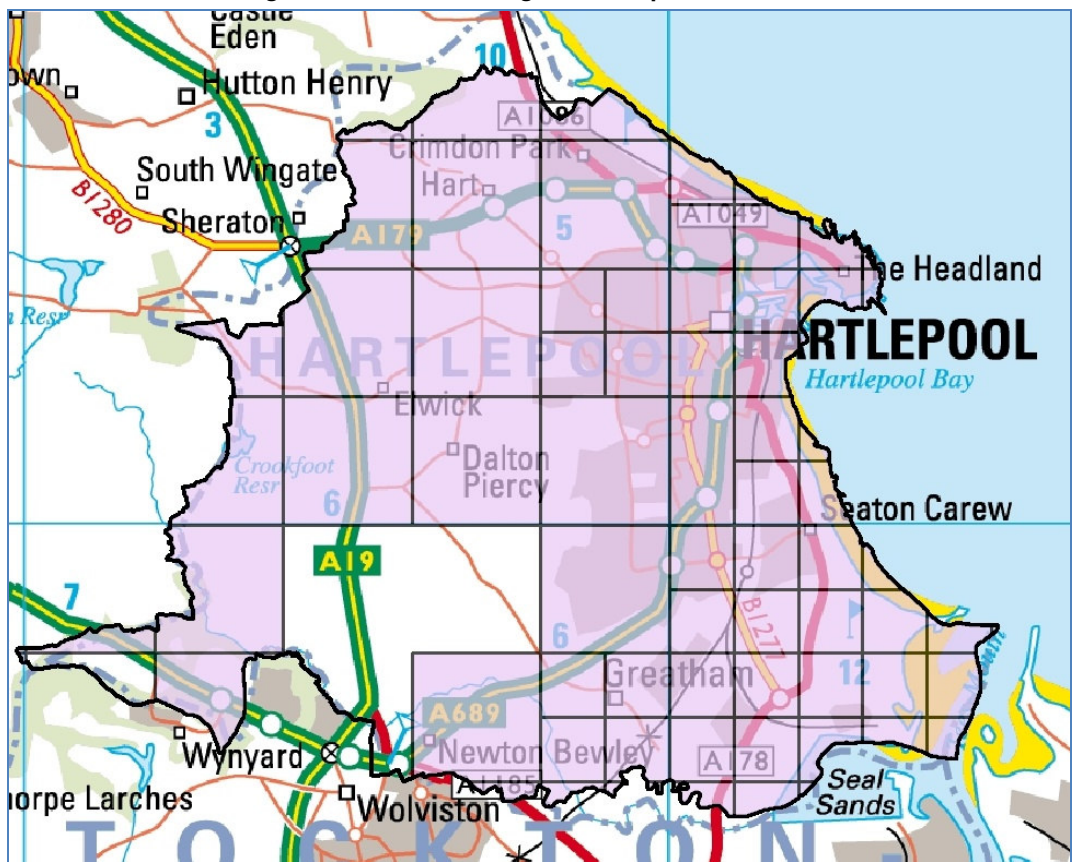 Castle
Eden
10
own
Hutton Henry
3
A1086
Crimdon Park
South Wingate
Hart
B1280
Sheraton
A179
5
A1049
The Headland
n Resr
HARTLEPOOL
HARTLEPOOL
Hartlepool Bay
Elwick
Dalton
Piercy
Crookfoot
Resr
6
Seaton Carew
A19
7
6
B1277
Greatham
12
A689
Wynyard
Newton Bewley
A178
A1185
horpe Larches
Wolviston
Seal
Sands
TOCKTON